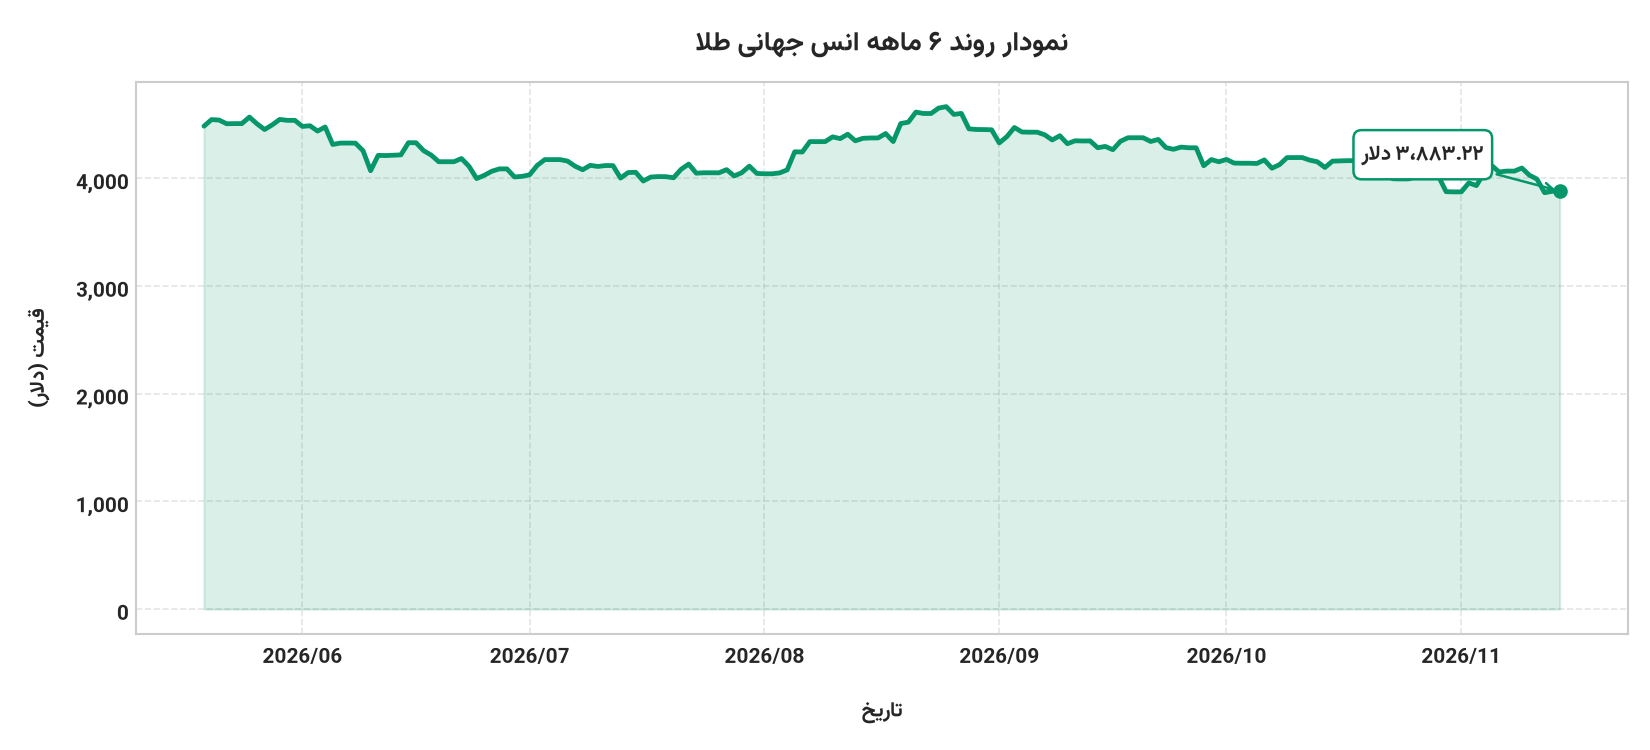 نمودار روند ۶ ماهه انس جهانی طلا
۳،۸۸۳.۲۲ دلار
قیمت (دلار)
4,000
3,000
2,000
1,000
0
2026/06 2026/07 2026/08 2026/09 2026/10 2026/11
تاریخ